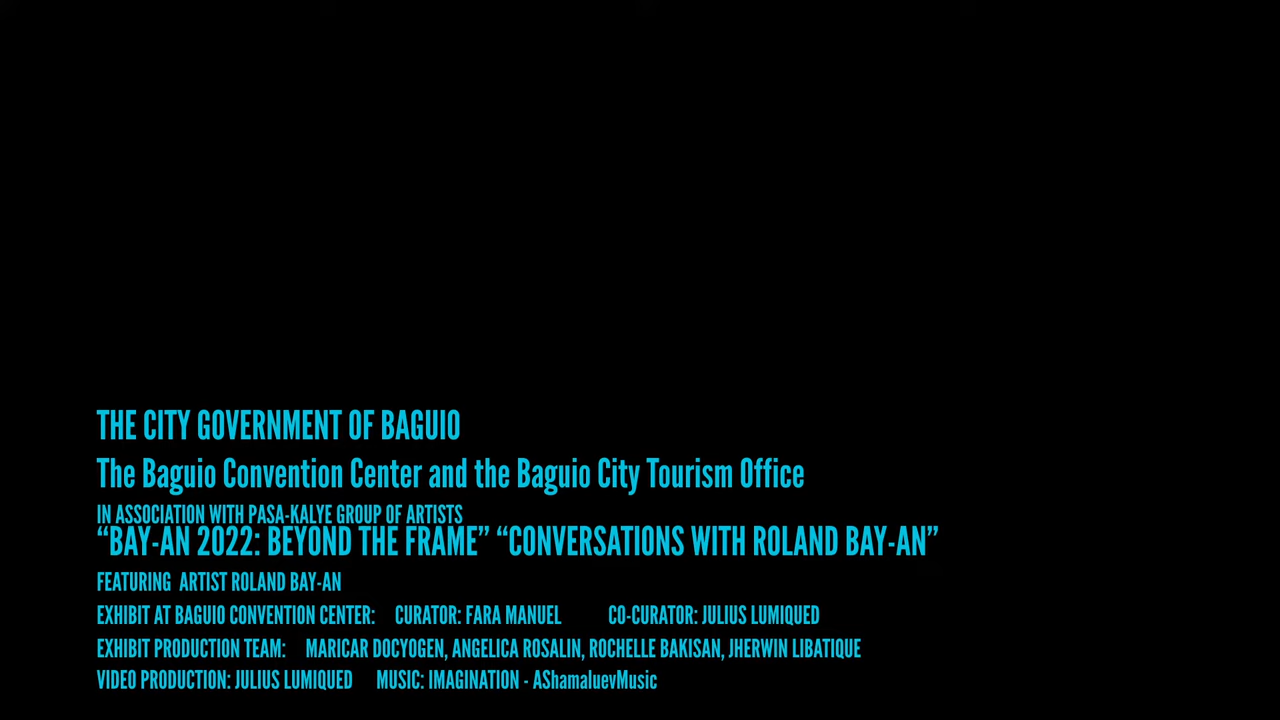 THE CITY GOVERNMENT OF BAGUIO
The Baguio Convention Center and the Baguio City Tourism Office
IN ASSOCIATION WITH PASA-KALYE GROUP OF ARTISTS
“BAY-AN 2022: BEYOND THE FRAME” “CONVERSATIONS WITH ROLAND BAY-AN”
FEATURING ARTIST ROLAND BAY-AN
EXHIBIT AT BAGUIO CONVENTION CENTER: CURATOR: FARA MANUEL CO-CURATOR: JULIUS LUMIQUED
EXHIBIT PRODUCTION TEAM: MARICAR DOCYOGEN, ANGELICA ROSALIN, ROCHELLE BAKISAN, JHERWIN LIBATIQUE
VIDEO PRODUCTION: JULIUS LUMIQUED MUSIC: IMAGINATION - AShamaluevMusic